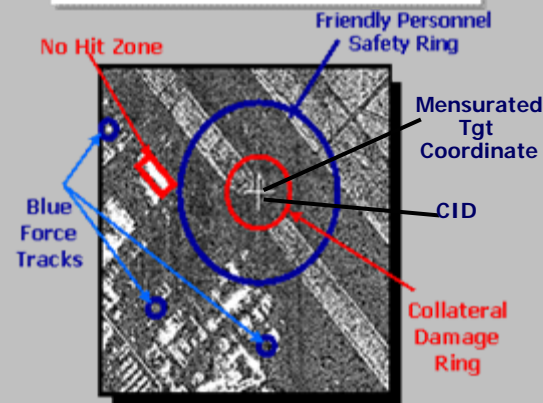 Friendly Personnel
Safety Ring
No Hit Zone
Mensurated
Tgt
Coordinate
CID
Blue
Force
Tracks
Collateral
Damage
Ring